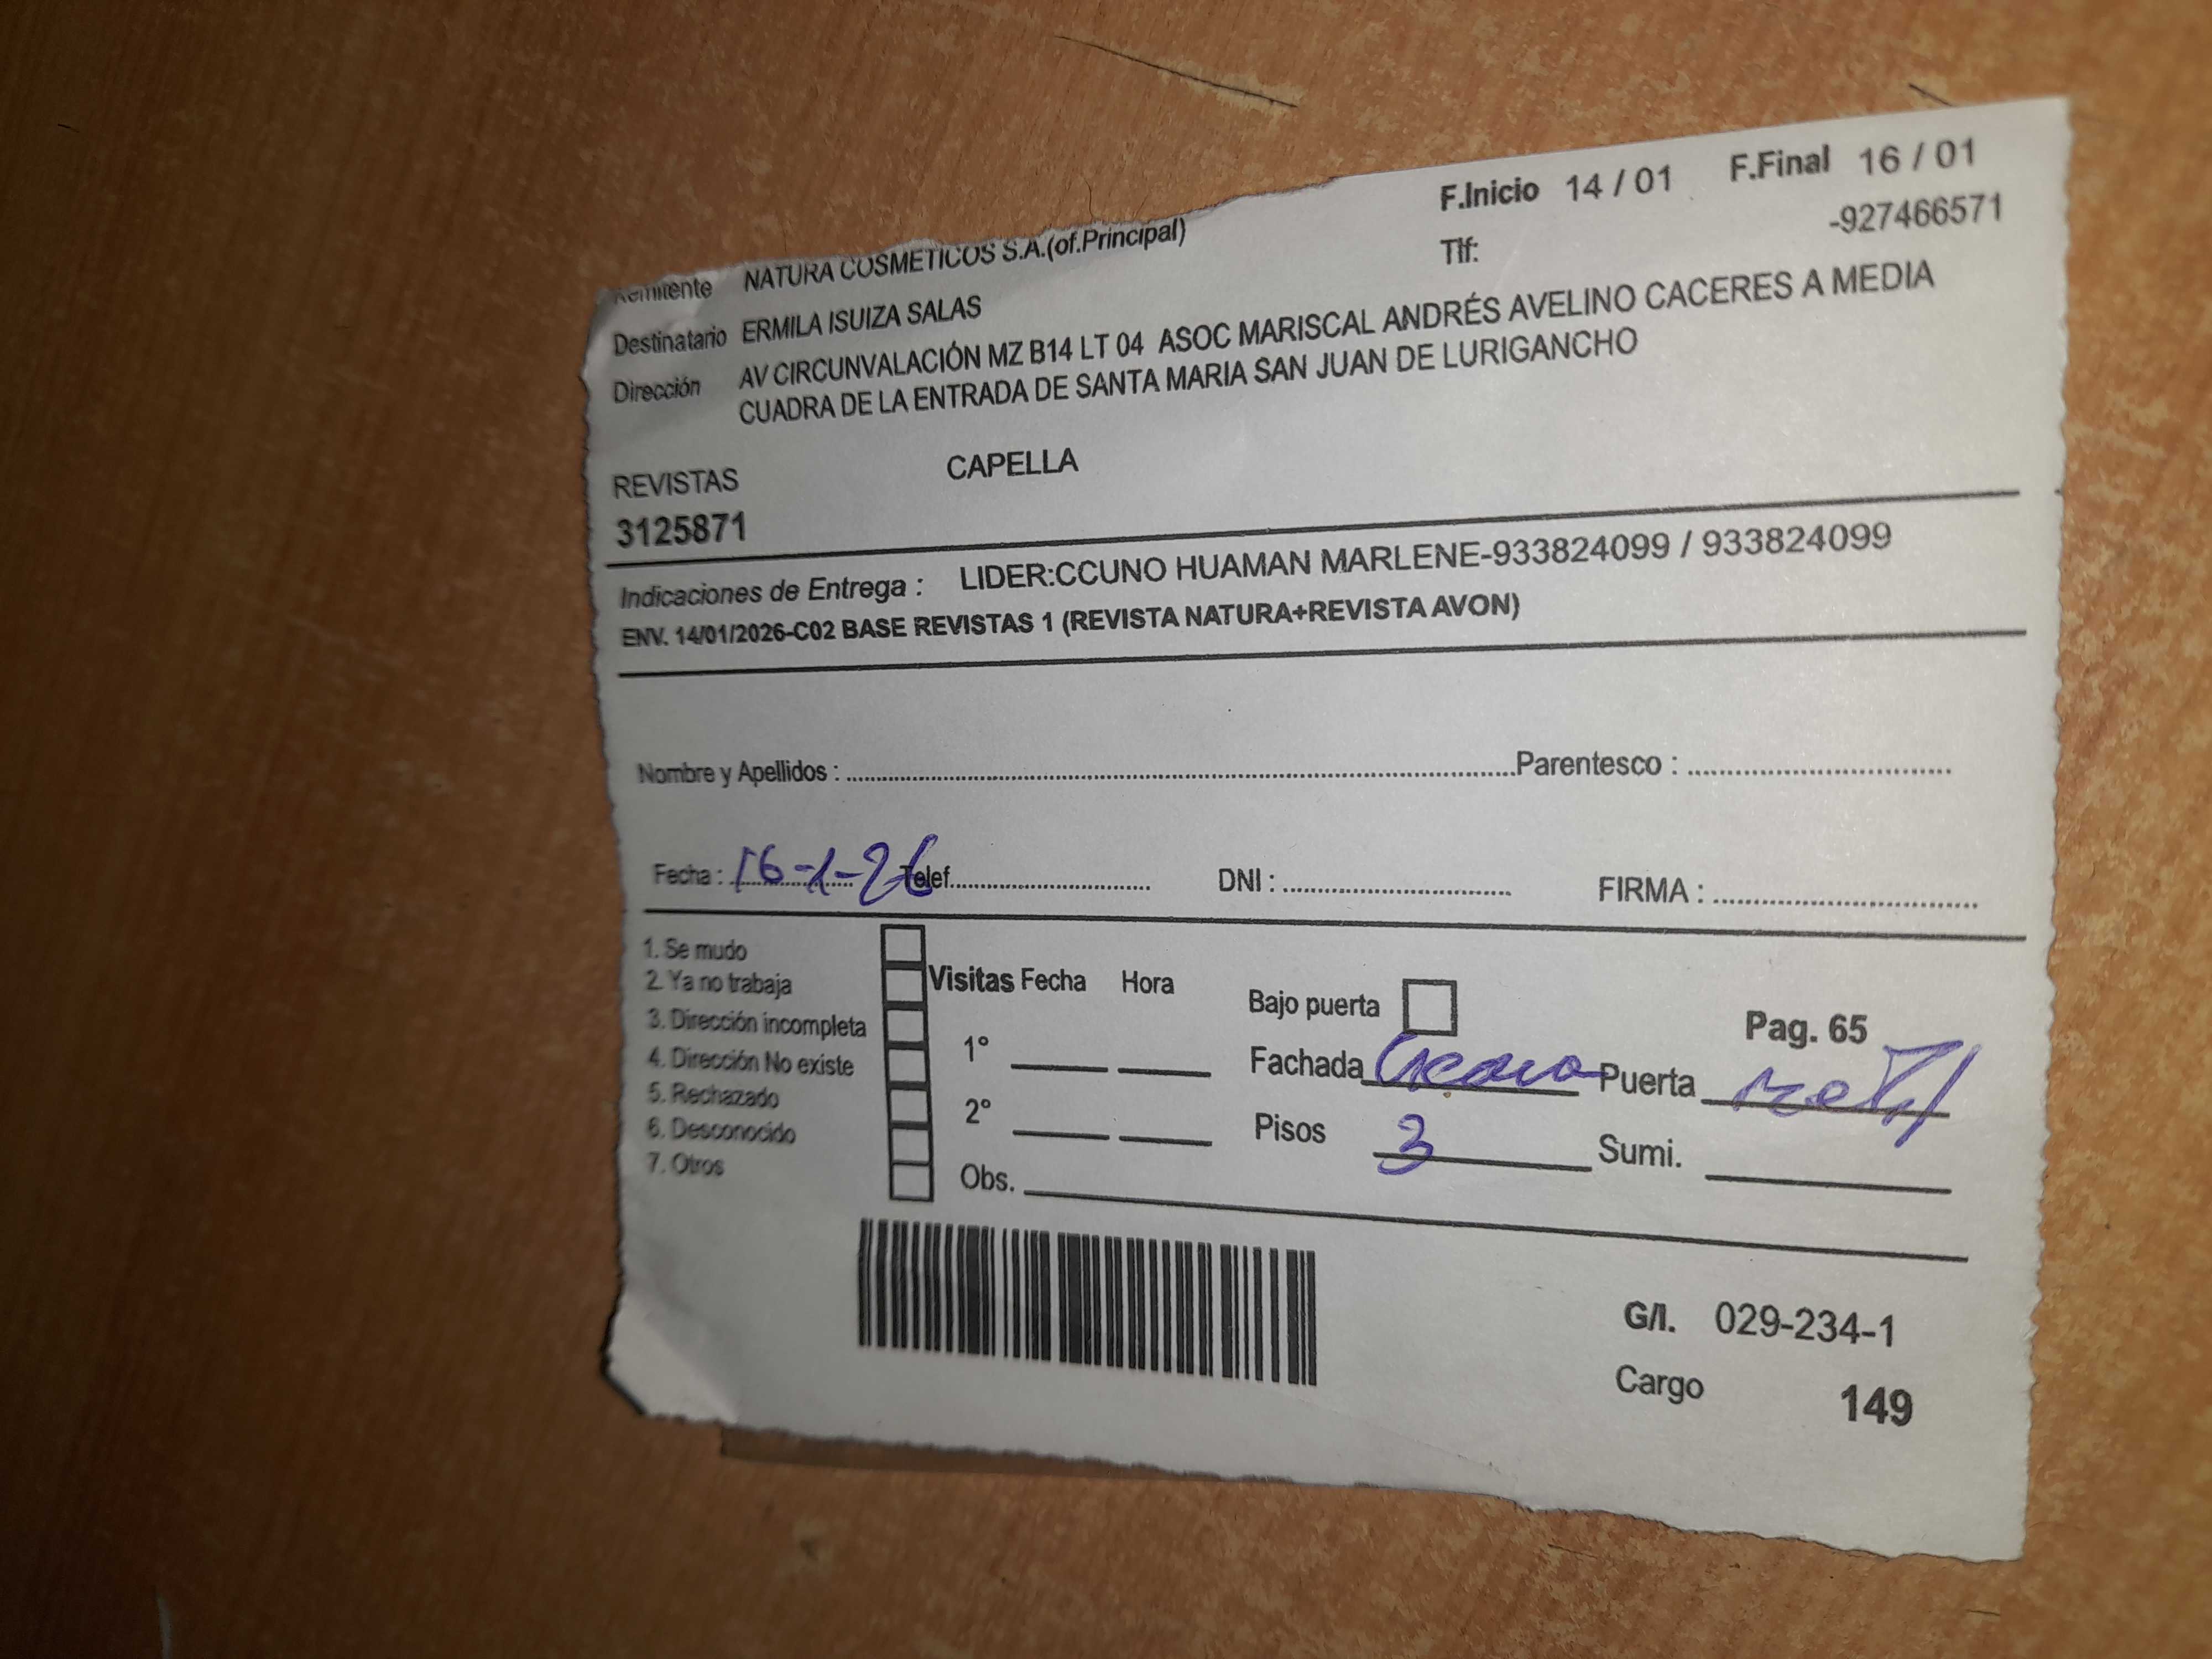 F.Inicio 14 / 01 F.Final 16 / 01
Remitente NATURA COSMETICOS S.A.(of.Principal) Tlf: -927466571
Destinatario ERMILA ISUIZA SALAS
Dirección AV CIRCUNVALACIÓN MZ B14 LT 04 ASOC MARISCAL ANDRÉS AVELINO CACERES A MEDIA
CUADRA DE LA ENTRADA DE SANTA MARIA SAN JUAN DE LURIGANCHO
REVISTAS CAPELLA
3125871
Indicaciones de Entrega : LIDER:CCUNO HUAMAN MARLENE-933824099 / 933824099
ENV. 14/01/2026-C02 BASE REVISTAS 1 (REVISTA NATURA+REVISTA AVON)
Nombre y Apellidos : Parentesco :
Fecha : 16-1-26 Telef. DNI : FIRMA :
1. Se mudo
2. Ya no trabaja
3. Dirección incompleta
4. Dirección No existe
5. Rechazado
6. Desconocido
7. Otros
Visitas Fecha Hora
1°
2°
Obs.
Bajo puerta
Pag. 65
Fachada Puerta
Pisos 3 Sumi.
G/I. 029-234-1
Cargo 149